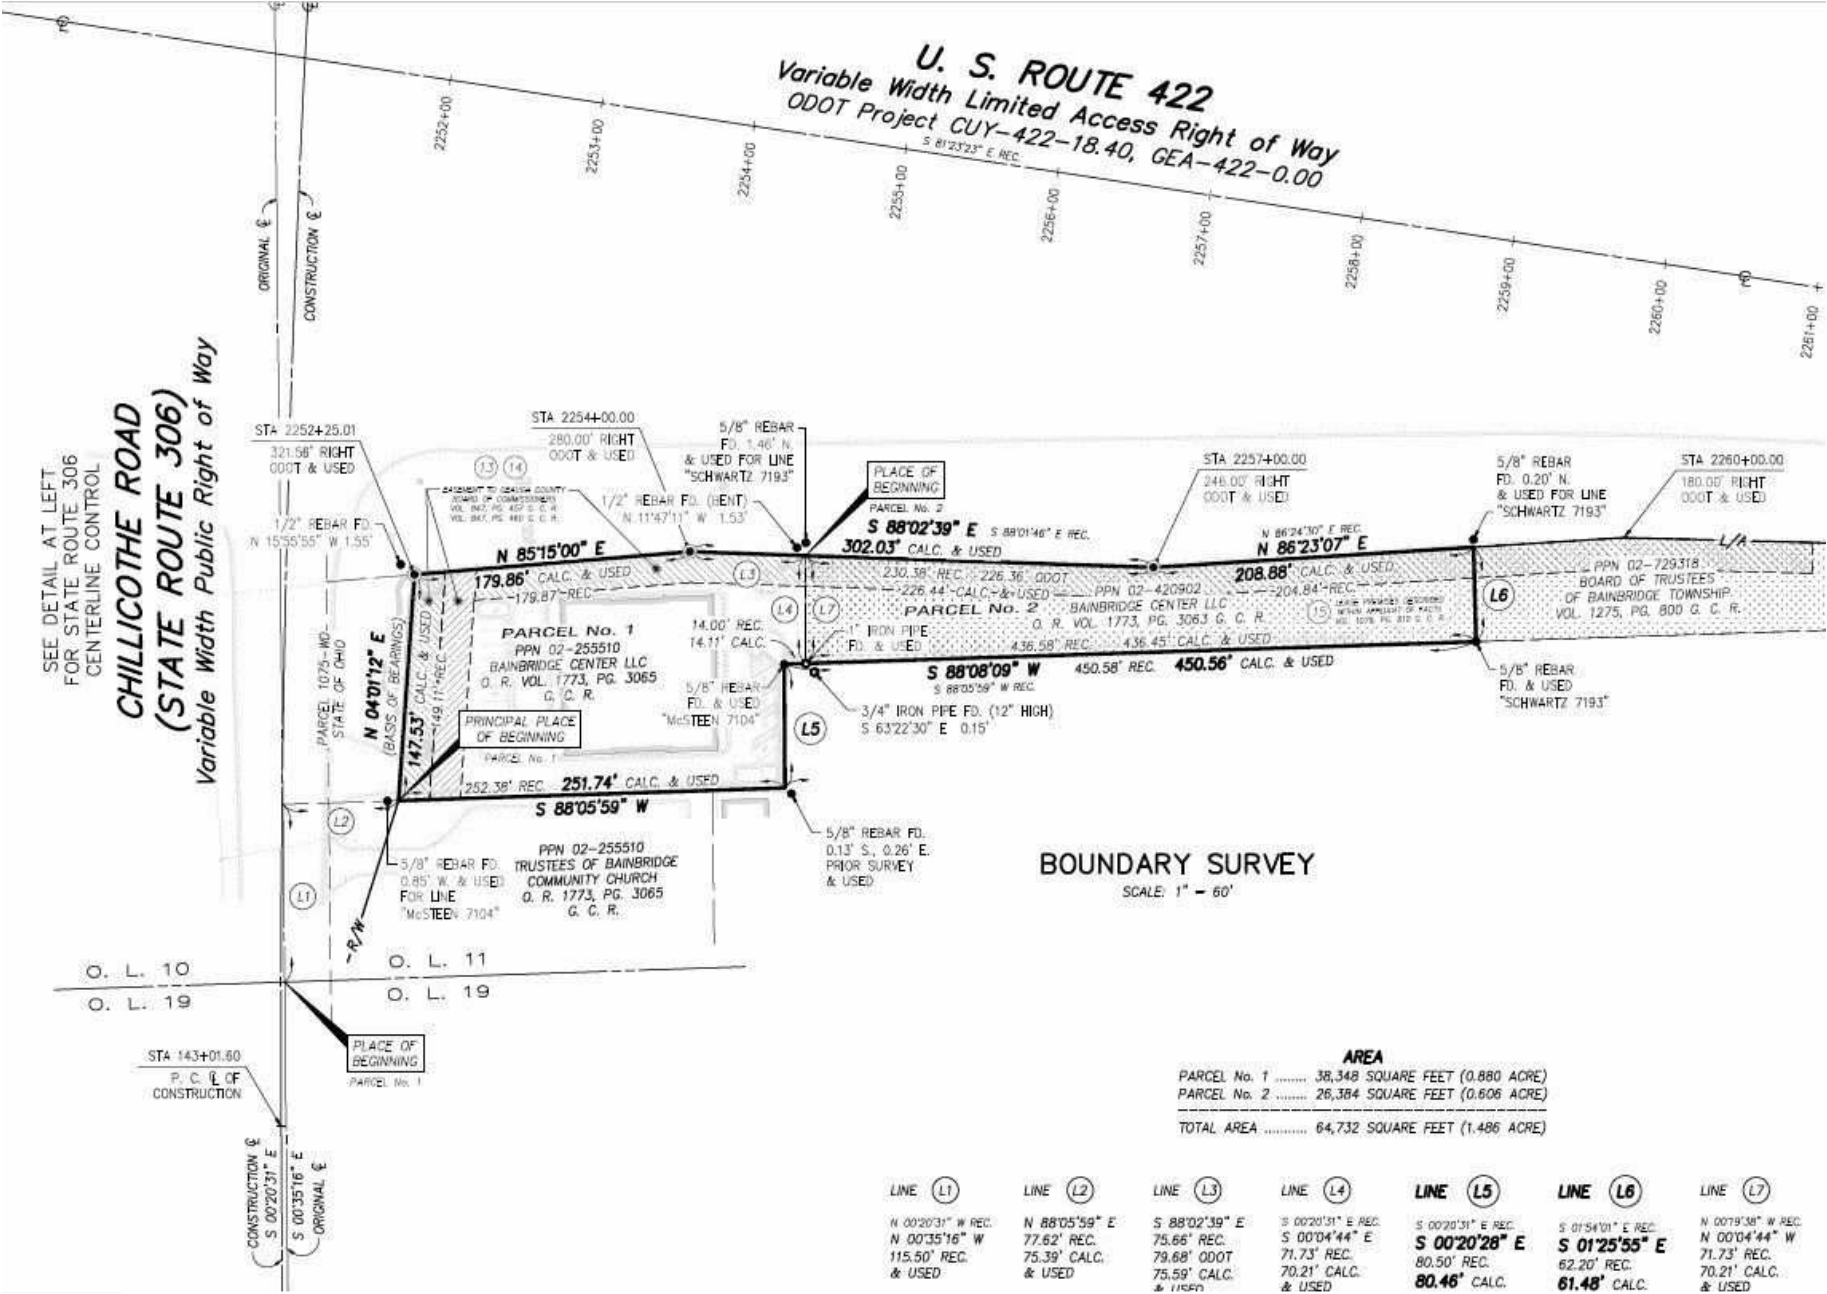 U. S. ROUTE 422
Variable Width Limited Access Right of Way
ODOT Project CUY-422-18.40, GEA-422-0.00
S 81°23'23" E REC.
2252+00
2253+00
2254+00
2255+00
2256+00
2257+00
2258+00
2259+00
2260+00
2261+00
ORIGINAL ℄
CONSTRUCTION ℄
SEE DETAIL AT LEFT
FOR STATE ROUTE 306
CENTERLINE CONTROL
CHILLICOTHE ROAD
(STATE ROUTE 306)
Variable Width Public Right of Way
STA 2252+25.01
321.56' RIGHT
ODOT & USED
STA 2254+00.00
280.00' RIGHT
ODOT & USED
5/8" REBAR
FD. 1.46' N.
& USED FOR LINE
"SCHWARTZ 7193"
PLACE OF
BEGINNING
PARCEL No. 2
STA 2257+00.00
246.00' RIGHT
ODOT & USED
5/8" REBAR
FD. 0.20' N.
& USED FOR LINE
"SCHWARTZ 7193"
STA 2260+00.00
180.00' RIGHT
ODOT & USED
13 14
EASEMENT TO GEAUGA COUNTY
BOARD OF COMMISSIONERS
1/2" REBAR FD. (BENT)
N 11°47'11" W 1.53'
1/2" REBAR FD.
N 15°55'55" W 1.55'
S 88°02'39" E S 88°01'46" E REC.
302.03' CALC. & USED
N 86°24'30" E REC.
N 86°23'07" E
208.88' CALC. & USED
204.84' REC.
L/A
N 85°15'00" E
179.86' CALC. & USED
179.87' REC.
L3
230.38' REC. 226.36' ODOT
226.44' CALC. & USED
PPN 02-420902
PARCEL No. 2
BAINBRIDGE CENTER LLC
O. R. VOL. 1773, PG. 3063 G. C. R.
15
L6
PPN 02-729318
BOARD OF TRUSTEES
OF BAINBRIDGE TOWNSHIP
VOL. 1275, PG. 800 G. C. R.
L4
L7
14.00' REC.
14.11' CALC.
1" IRON PIPE
FD. & USED
436.58' REC. 436.45' CALC. & USED
S 88°08'09" W 450.58' REC. 450.56' CALC. & USED
S 88°05'59" W REC.
3/4" IRON PIPE FD. (12" HIGH)
S 63°22'30" E 0.15'
5/8" REBAR
FD. & USED
"SCHWARTZ 7193"
PARCEL No. 1
PPN 02-255510
BAINBRIDGE CENTER LLC
O. R. VOL. 1773, PG. 3065
G. C. R.
5/8" REBAR
FD. & USED
"McSTEEN 7104"
L5
PARCEL 1075-WD
STATE OF OHIO
N 04°01'12" E
(BASIS OF BEARINGS)
147.53' CALC. & USED
149.11' REC.
PRINCIPAL PLACE
OF BEGINNING
PARCEL No. 1
252.38' REC. 251.74' CALC. & USED
S 88°05'59" W
L2
5/8" REBAR FD.
0.85' W. & USED
FOR LINE
"McSTEEN 7104"
PPN 02-255510
TRUSTEES OF BAINBRIDGE
COMMUNITY CHURCH
O. R. 1773, PG. 3065
G. C. R.
5/8" REBAR FD.
0.13' S., 0.26' E.
PRIOR SURVEY
& USED
BOUNDARY SURVEY
SCALE: 1" = 60'
L1
R/W
O. L. 10
O. L. 11
O. L. 19
O. L. 19
PLACE OF
BEGINNING
PARCEL No. 1
STA 143+01.60
P. C. ℄ OF
CONSTRUCTION
CONSTRUCTION ℄
S 00°20'31" E
S 00°35'16" E
ORIGINAL ℄
AREA
PARCEL No. 1 ........ 38,348 SQUARE FEET (0.880 ACRE)
PARCEL No. 2 ........ 26,384 SQUARE FEET (0.606 ACRE)
TOTAL AREA ........... 64,732 SQUARE FEET (1.486 ACRE)
LINE L1
N 00°20'31" W REC.
N 00°35'16" W
115.50' REC.
& USED
LINE L2
N 88°05'59" E
77.62' REC.
75.39' CALC.
& USED
LINE L3
S 88°02'39" E
75.66' REC.
79.68' ODOT
75.59' CALC.
& USED
LINE L4
S 00°20'31" E REC.
S 00°04'44" E
71.73' REC.
70.21' CALC.
& USED
LINE L5
S 00°20'31" E REC.
S 00°20'28" E
80.50' REC.
80.46' CALC.
LINE L6
S 01°54'01" E REC.
S 01°25'55" E
62.20' REC.
61.48' CALC.
LINE L7
N 00°19'38" W REC.
N 00°04'44" W
71.73' REC.
70.21' CALC.
& USED